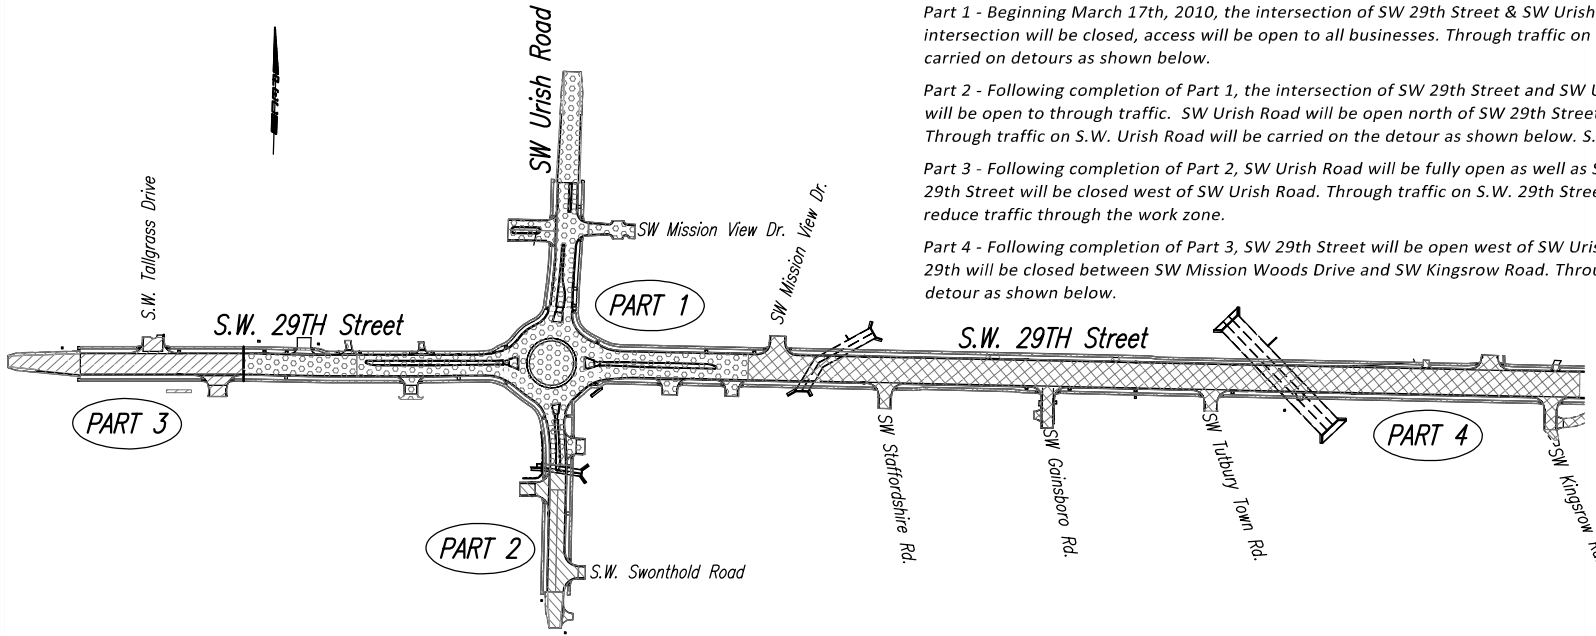 Part 1 - Beginning March 17th, 2010, the intersection of SW 29th Street & SW Urish
intersection will be closed, access will be open to all businesses. Through traffic on
carried on detours as shown below.
Part 2 - Following completion of Part 1, the intersection of SW 29th Street and SW U
will be open to through traffic.  SW Urish Road will be open north of SW 29th Street
Through traffic on S.W. Urish Road will be carried on the detour as shown below. S.
Part 3 - Following completion of Part 2, SW Urish Road will be fully open as well as S
29th Street will be closed west of SW Urish Road. Through traffic on S.W. 29th Stree
reduce traffic through the work zone.
Part 4 - Following completion of Part 3, SW 29th Street will be open west of SW Uris
29th will be closed between SW Mission Woods Drive and SW Kingsrow Road. Throu
detour as shown below.
SW Urish Road
S.W. Tallgrass Drive
SW Mission View Dr.
SW Mission View Dr.
PART 1
S.W. 29TH Street
S.W. 29TH Street
PART 3
PART 4
SW Staffordshire Rd.
SW Gainsboro Rd.
SW Tutbury Town Rd.
SW Kingsrow R
PART 2
S.W. Swonthold Road